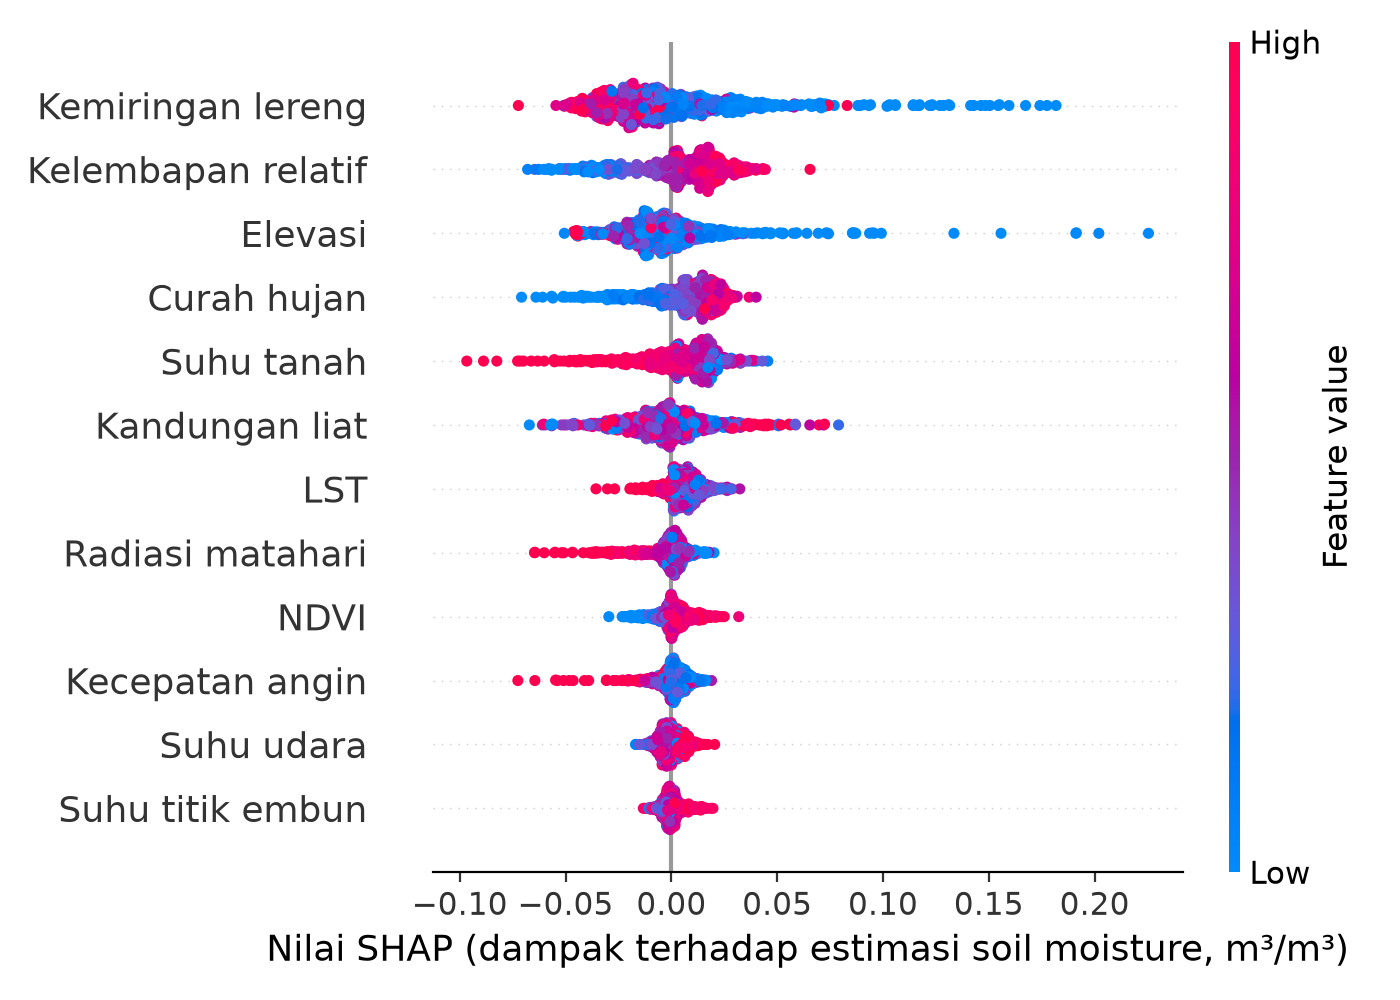 High
Kemiringan lereng
Kelembapan relatif
Elevasi
Curah hujan
Suhu tanah
Kandungan liat
LST
Radiasi matahari
NDVI
Kecepatan angin
Suhu udara
Suhu titik embun
Feature value
Low
−0.10 −0.05 0.00 0.05 0.10 0.15 0.20
Nilai SHAP (dampak terhadap estimasi soil moisture, m³/m³)